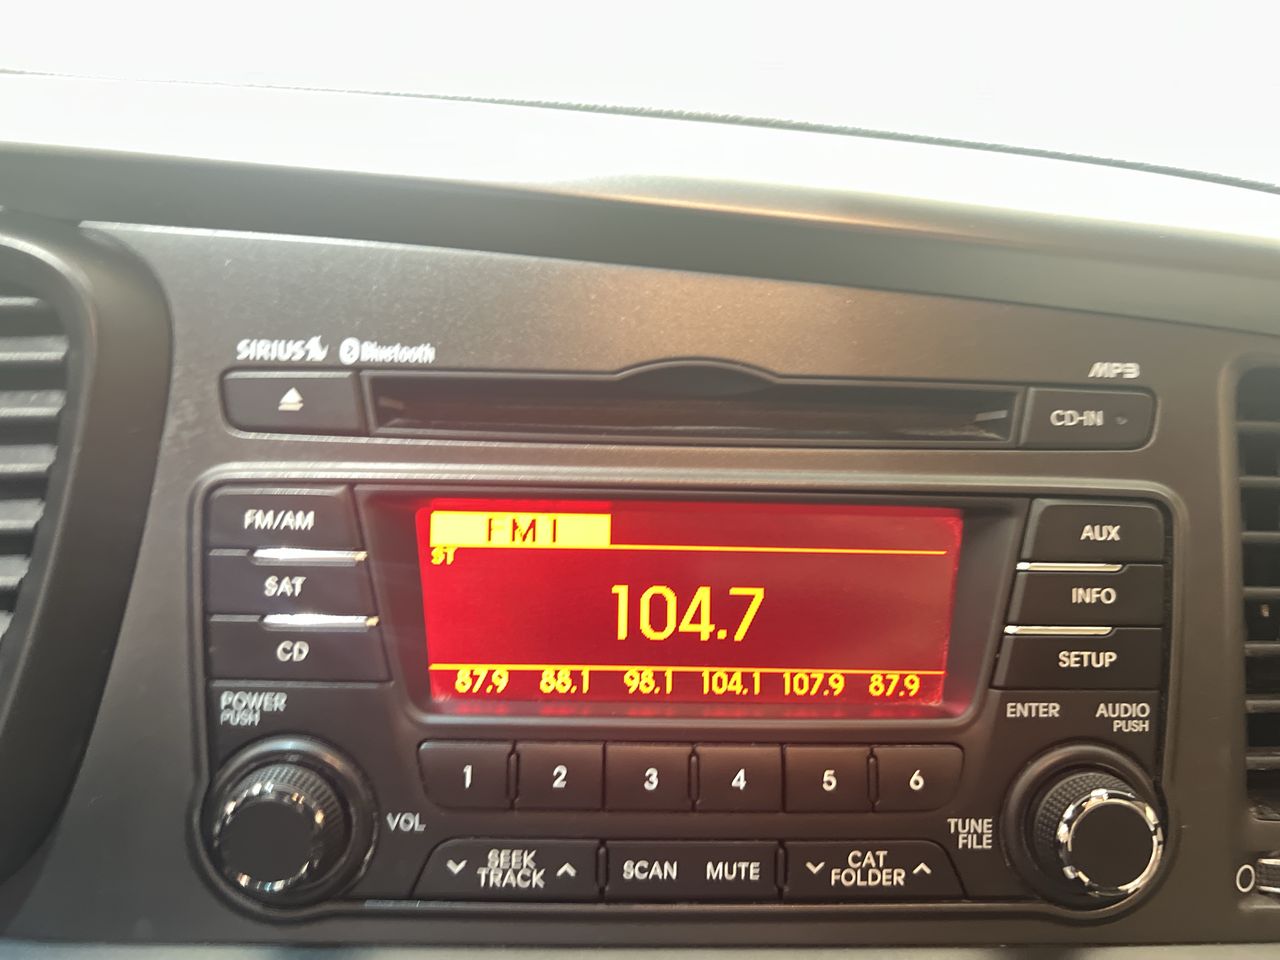 SIRIUS Bluetooth
MP3
CD-IN
FM/AM
SAT
CD
FM1
ST
104.7
87.9 88.1 98.1 104.1 107.9 87.9
AUX
INFO
SETUP
POWER
PUSH
ENTER
AUDIO
PUSH
1 2 3 4 5 6
VOL
TUNE
FILE
SEEK
TRACK
SCAN MUTE
CAT
FOLDER